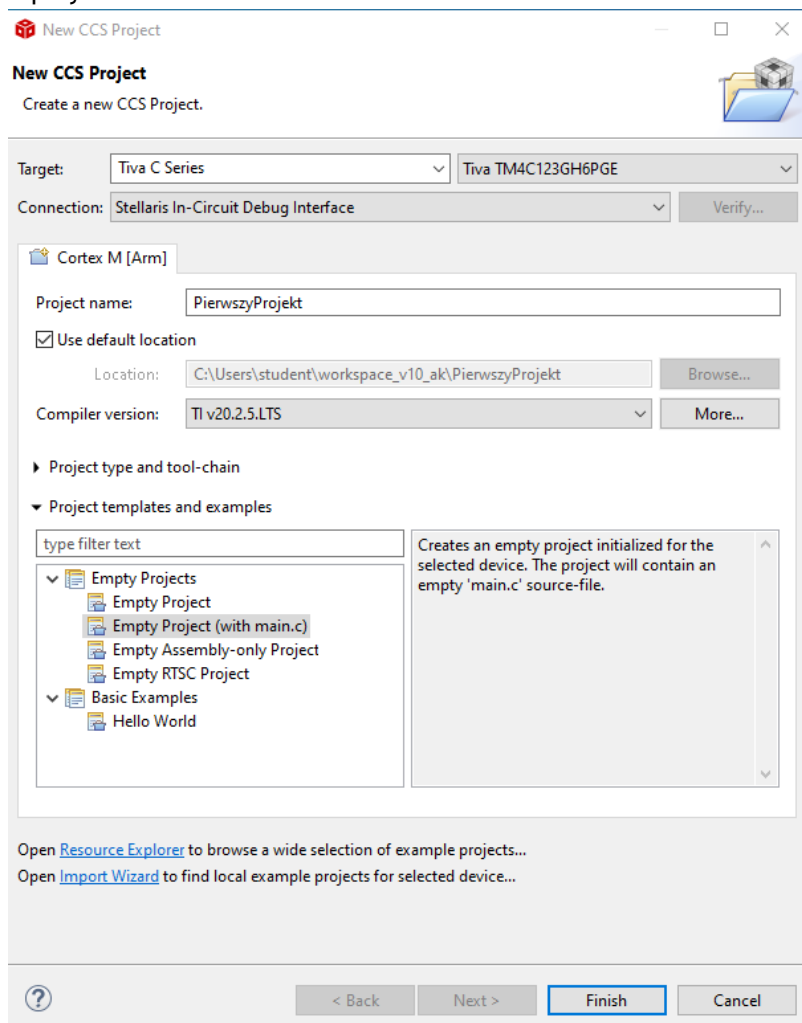 New CCS Project
New CCS Project
Create a new CCS Project.
Target: Tiva C Series Tiva TM4C123GH6PGE
Connection: Stellaris In-Circuit Debug Interface Verify...
Cortex M [Arm]
Project name: PierwszyProjekt
Use default location
Location: C:\Users\student\workspace_v10_ak\PierwszyProjekt Browse...
Compiler version: TI v20.2.5.LTS More...
Project type and tool-chain
Project templates and examples
type filter text
Creates an empty project initialized for the
selected device. The project will contain an
empty 'main.c' source-file.
Empty Projects
Empty Project
Empty Project (with main.c)
Empty Assembly-only Project
Empty RTSC Project
Basic Examples
Hello World
Open Resource Explorer to browse a wide selection of example projects...
Open Import Wizard to find local example projects for selected device...
? < Back Next > Finish Cancel